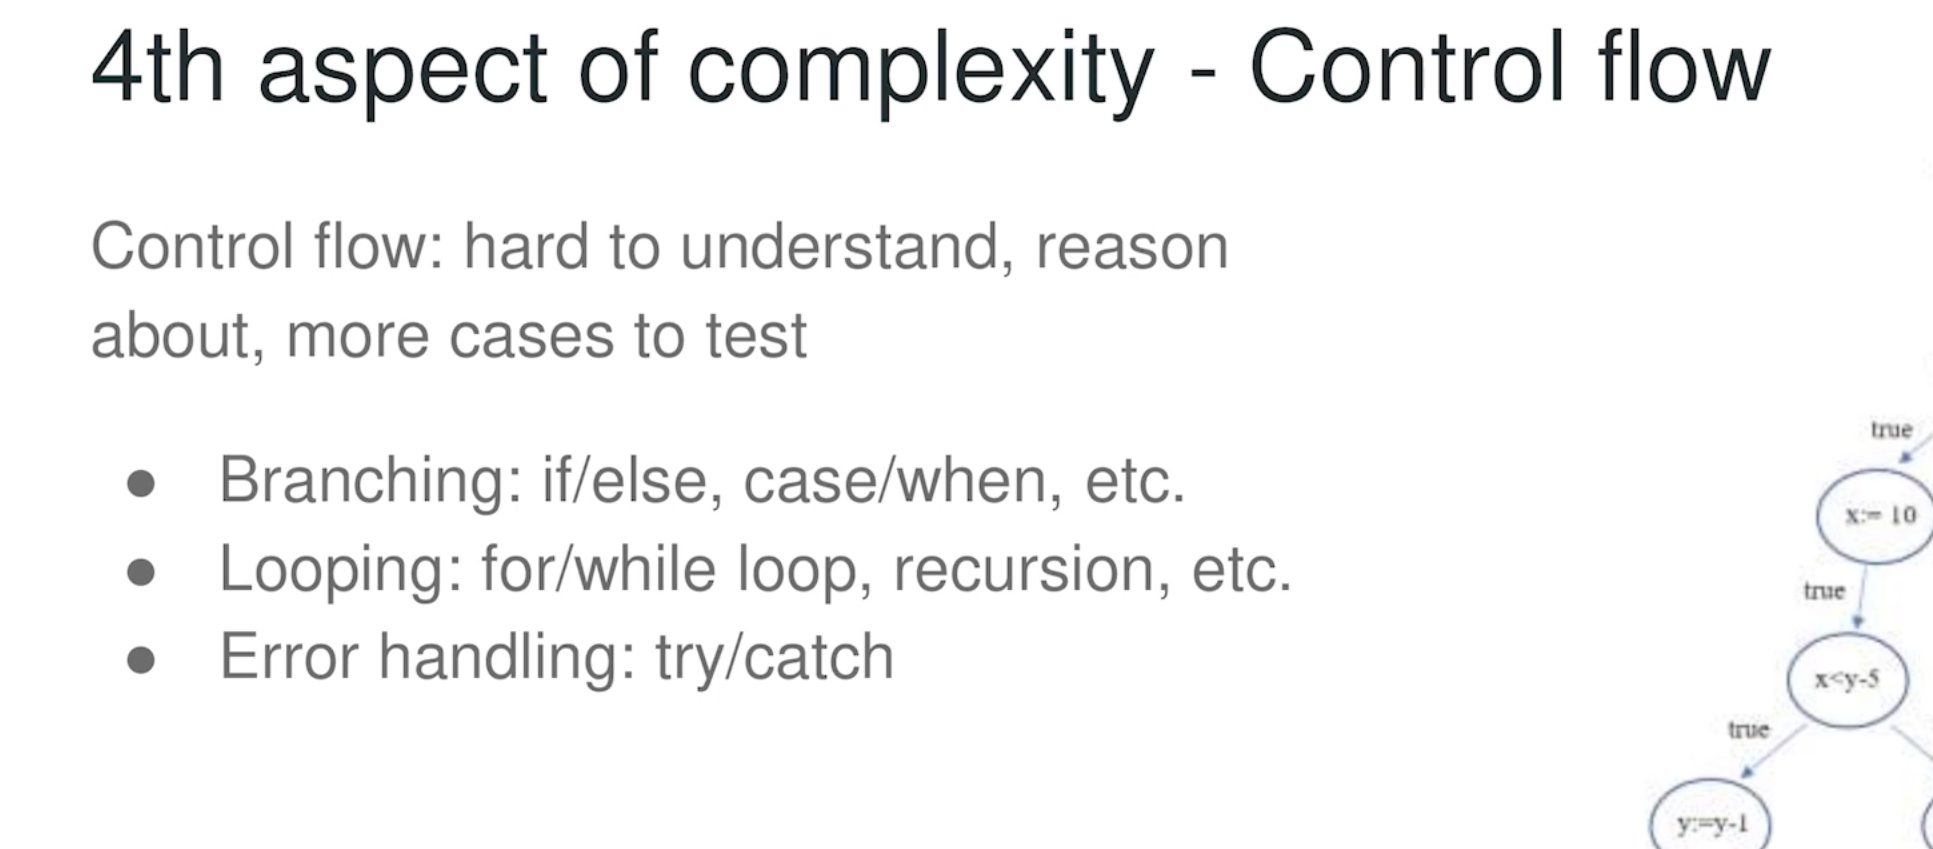 4th aspect of complexity - Control flow
Control flow: hard to understand, reason
about, more cases to test
● Branching: if/else, case/when, etc.
● Looping: for/while loop, recursion, etc.
● Error handling: try/catch
true
x:= 10
true
x<y-5
true
y:=y-1